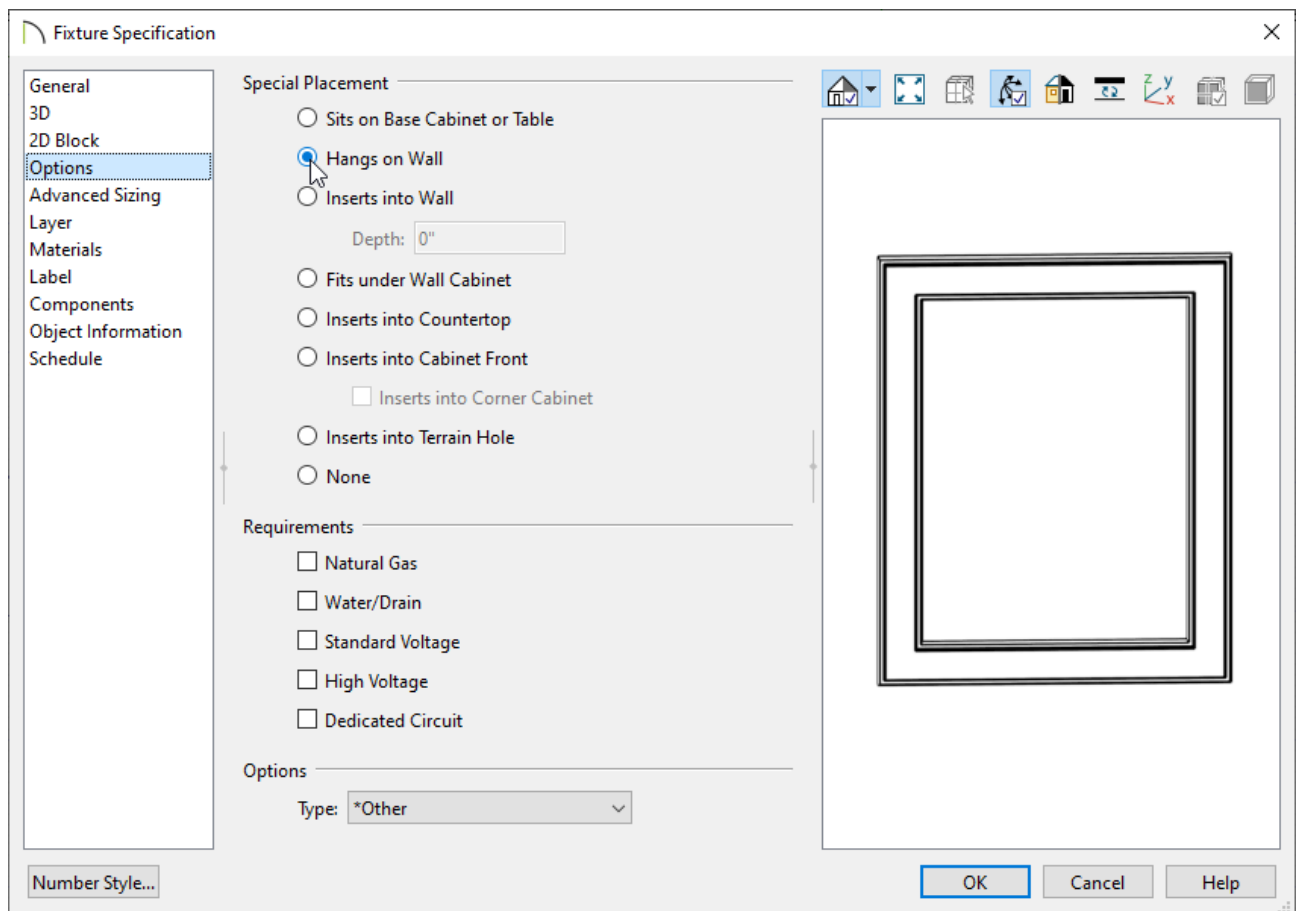 Fixture Specification
General
3D
2D Block
Options
Advanced Sizing
Layer
Materials
Label
Components
Object Information
Schedule
Special Placement
Sits on Base Cabinet or Table
Hangs on Wall
Inserts into Wall
Depth: 0"
Fits under Wall Cabinet
Inserts into Countertop
Inserts into Cabinet Front
Inserts into Corner Cabinet
Inserts into Terrain Hole
None
Requirements
Natural Gas
Water/Drain
Standard Voltage
High Voltage
Dedicated Circuit
Options
Type: *Other
z y
x
Number Style...
OK
Cancel
Help